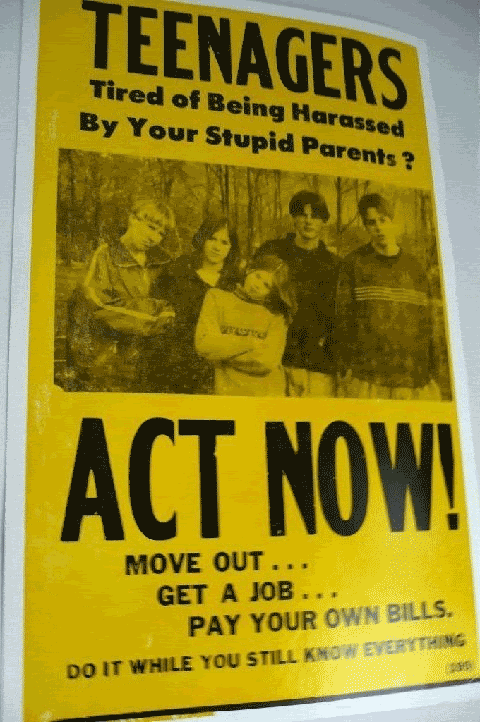 TEENAGERS
Tired of Being Harassed
By Your Stupid Parents?
ACT NOW!
MOVE OUT...
GET A JOB...
PAY YOUR OWN BILLS.
DO IT WHILE YOU STILL KNOW EVERYTHING